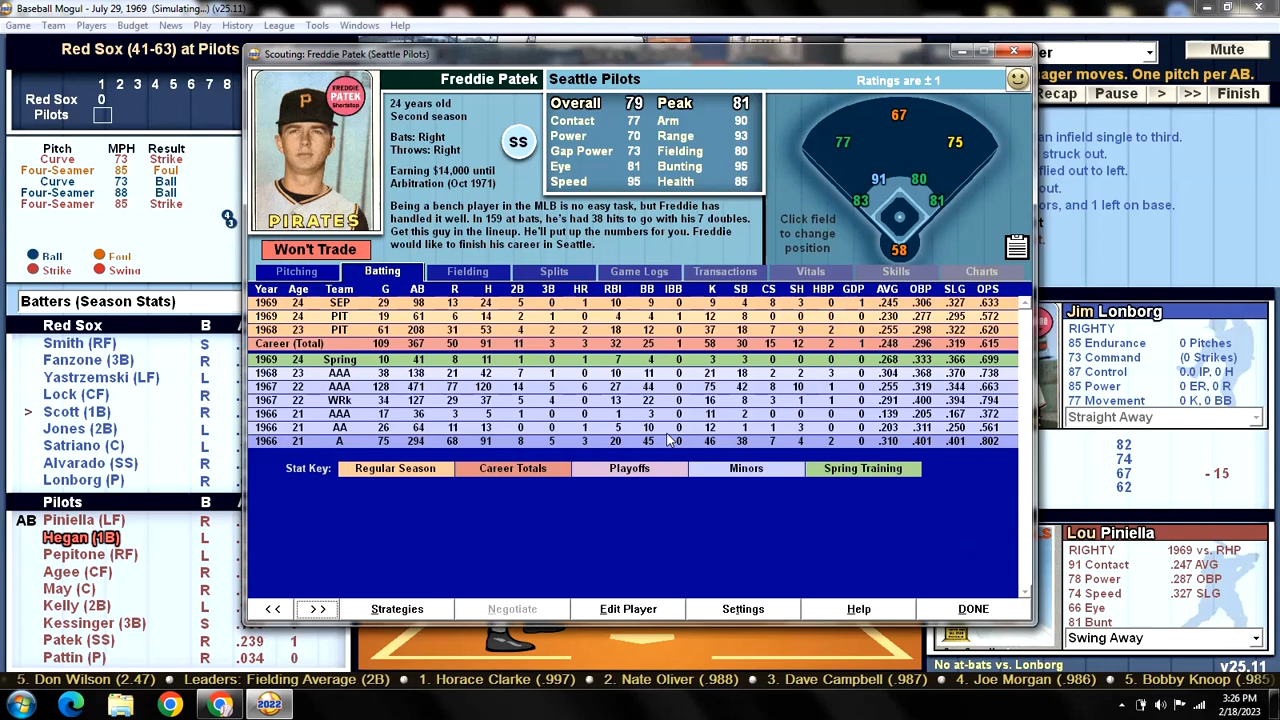 Baseball Mogul - July 29, 1969 (Simulating...) (v25.11)
Game Team Players Budget News Play History League Tools Windows Help
Red Sox (41-63) at Pilots
1 2 3 4 5 6 7 8
Red Sox 0
Pilots
Pitch MPH Result
Curve 73 Strike
Four-Seamer 85 Foul
Curve 73 Ball
Four-Seamer 88 Ball
Four-Seamer 85 Strike
Ball Foul
Strike Swing
Batters (Season Stats)
Red Sox B
Smith (RF) S
Fanzone (3B) R
Yastrzemski (LF) L
Lock (CF) R
> Scott (1B) R
Jones (2B) L
Satriano (C) L
Alvarado (SS) R
Lonborg (P) R
Pilots B
AB Piniella (LF) R
Hegan (1B) L
Pepitone (RF) L
Agee (CF) R
May (C) R
Kelly (2B) L
Kessinger (3B) S
Patek (SS) R .239 1
Pattin (P) R .034 0
Scouting: Freddie Patek (Seattle Pilots)
FREDDIE PATEK Shortstop
P
PIRATES
Won't Trade
Freddie Patek
24 years old
Second season
Bats: Right
Throws: Right
SS
Earning $14,000 until
Arbitration (Oct 1971)
Being a bench player in the MLB is no easy task, but Freddie has
handled it well. In 159 at bats, he's had 38 hits to go with his 7 doubles.
Get this guy in the lineup. He'll put up the numbers for you. Freddie
would like to finish his career in Seattle.
Seattle Pilots Ratings are ± 1
Overall 79 Peak 81
Contact 77 Arm 90
Power 70 Range 93
Gap Power 73 Fielding 80
Eye 81 Bunting 95
Speed 95 Health 85
67
77 75
91 80
83 81
58
Click field
to change
position
Pitching Batting Fielding Splits Game Logs Transactions Vitals Skills Charts
Year Age Team G AB R H 2B 3B HR RBI BB IBB K SB CS SH HBP GDP AVG OBP SLG OPS
1969 24 SEP 29 98 13 24 5 0 1 10 9 0 9 4 8 3 0 0 .245 .306 .327 .633
1969 24 PIT 19 61 6 14 2 1 0 4 4 1 12 8 0 0 0 0 .230 .277 .295 .572
1968 23 PIT 61 208 31 53 4 2 2 18 12 0 37 18 7 9 2 0 .255 .298 .322 .620
Career (Total) 109 367 50 91 11 3 3 32 25 1 58 30 15 12 2 1 .248 .296 .319 .615
1969 24 Spring 10 41 8 11 1 0 1 7 4 0 3 3 0 0 0 0 .268 .333 .366 .699
1968 23 AAA 38 138 21 42 7 1 0 10 11 0 21 18 2 2 3 0 .304 .368 .370 .738
1967 22 AAA 128 471 77 120 14 5 6 27 44 0 75 42 8 10 1 0 .255 .319 .344 .663
1967 22 WRk 34 127 29 37 5 4 0 13 22 0 16 8 3 1 1 0 .291 .400 .394 .794
1966 21 AAA 17 36 3 5 1 0 0 1 3 0 11 2 0 0 0 0 .139 .205 .167 .372
1966 21 AA 26 64 11 13 0 0 1 5 10 0 12 1 1 3 0 0 .203 .311 .250 .561
1966 21 A 75 294 68 91 8 5 3 20 45 0 46 38 7 4 2 0 .310 .401 .401 .802
Stat Key: Regular Season Career Totals Playoffs Minors Spring Training
<< >> Strategies Negotiate Edit Player Settings Help DONE
Mute
Recap Pause > >> Finish
ager moves. One pitch per AB.
an infield single to third.
struck out.
flied out to left.
out.
ors, and 1 left on base.
Jim Lonborg
RIGHTY
85 Endurance 0 Pitches
73 Command (0 Strikes)
87 Control 0.0 IP, 0 H
85 Power 0 ER, 0 R
77 Movement 0 K, 0 BB
Straight Away
82
74
67 - 15
62
Lou Piniella
RIGHTY 1969 vs. RHP
91 Contact .247 AVG
78 Power .287 OBP
74 Speed .327 SLG
66 Eye
81 Bunt
Swing Away
No at-bats vs. Lonborg v25.11
5. Don Wilson (2.47) Leaders: Fielding Average (2B) 1. Horace Clarke (.997) 2. Nate Oliver (.988) 3. Dave Campbell (.987) 4. Joe Morgan (.986) 5. Bobby Knoop (.985)
2022
3:26 PM
2/18/2023